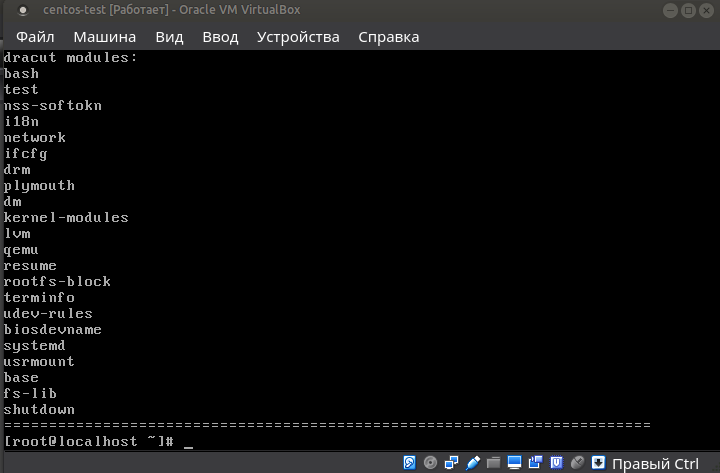 centos-test [Работает] - Oracle VM VirtualBox
Файл Машина Вид Ввод Устройства Справка
dracut modules:
bash
test
nss-softokn
i18n
network
ifcfg
drm
plymouth
dm
kernel-modules
lvm
qemu
resume
rootfs-block
terminfo
udev-rules
biosdevname
systemd
usrmount
base
fs-lib
shutdown
========================================================================
[root@localhost ~]# _
Правый Ctrl